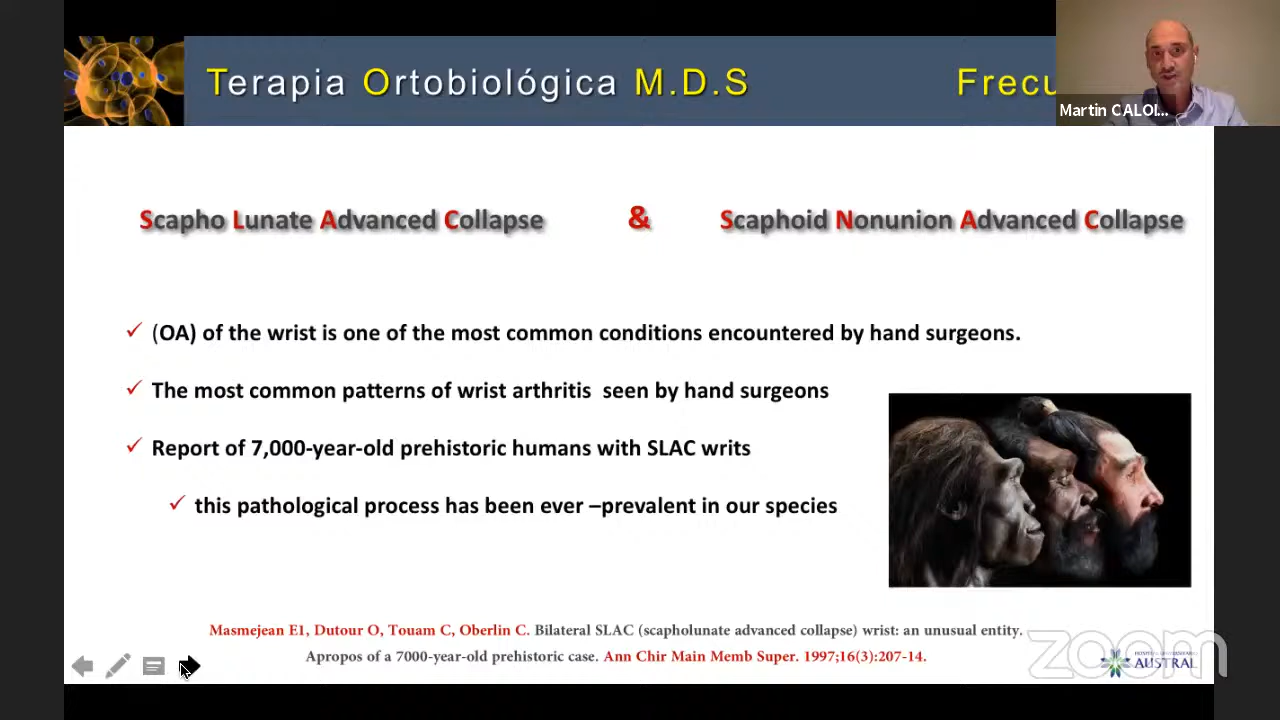 Terapia Ortobiológica M.D.S Frecu
Martin CALOI...
Scapho Lunate Advanced Collapse & Scaphoid Nonunion Advanced Collapse
(OA) of the wrist is one of the most common conditions encountered by hand surgeons.
The most common patterns of wrist arthritis seen by hand surgeons
Report of 7,000-year-old prehistoric humans with SLAC writs
this pathological process has been ever –prevalent in our species
Masmejean E1, Dutour O, Touam C, Oberlin C. Bilateral SLAC (scapholunate advanced collapse) wrist: an unusual entity.
Apropos of a 7000-year-old prehistoric case. Ann Chir Main Memb Super. 1997;16(3):207-14.
zoom
AUSTRAL